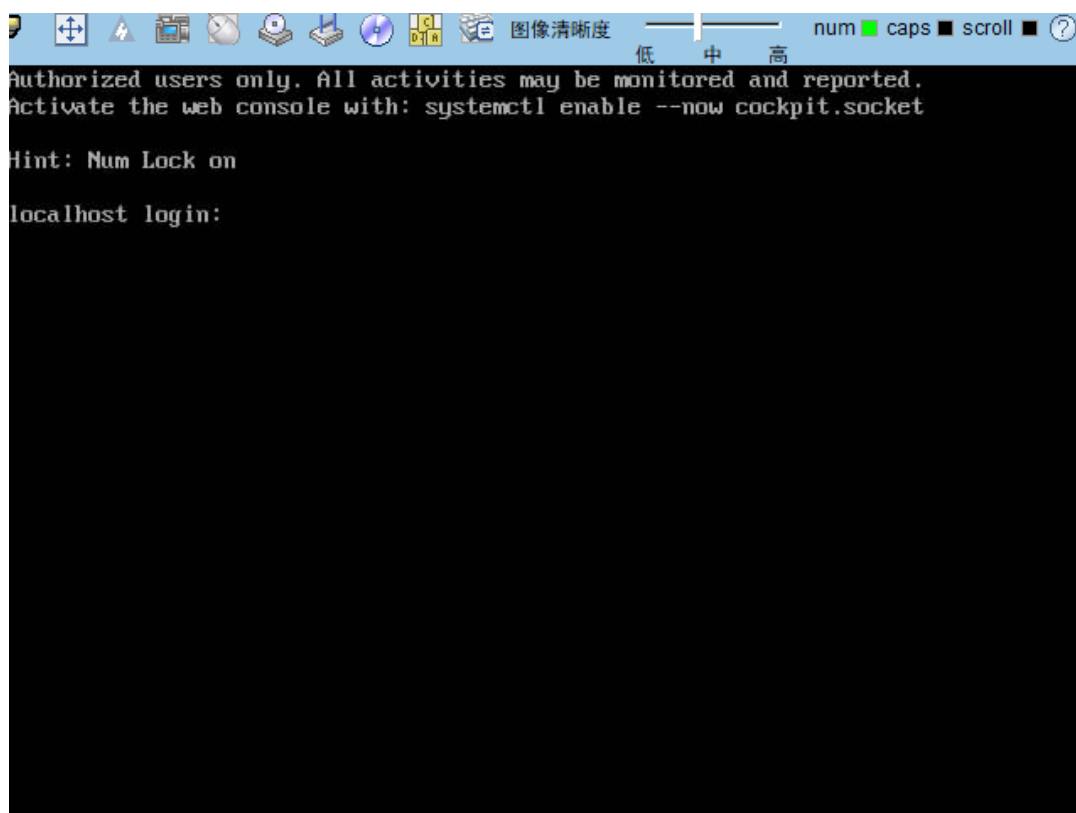 图像清晰度
低 中 高
num caps scroll ?
Authorized users only. All activities may be monitored and reported.
Activate the web console with: systemctl enable --now cockpit.socket
Hint: Num Lock on
localhost login: